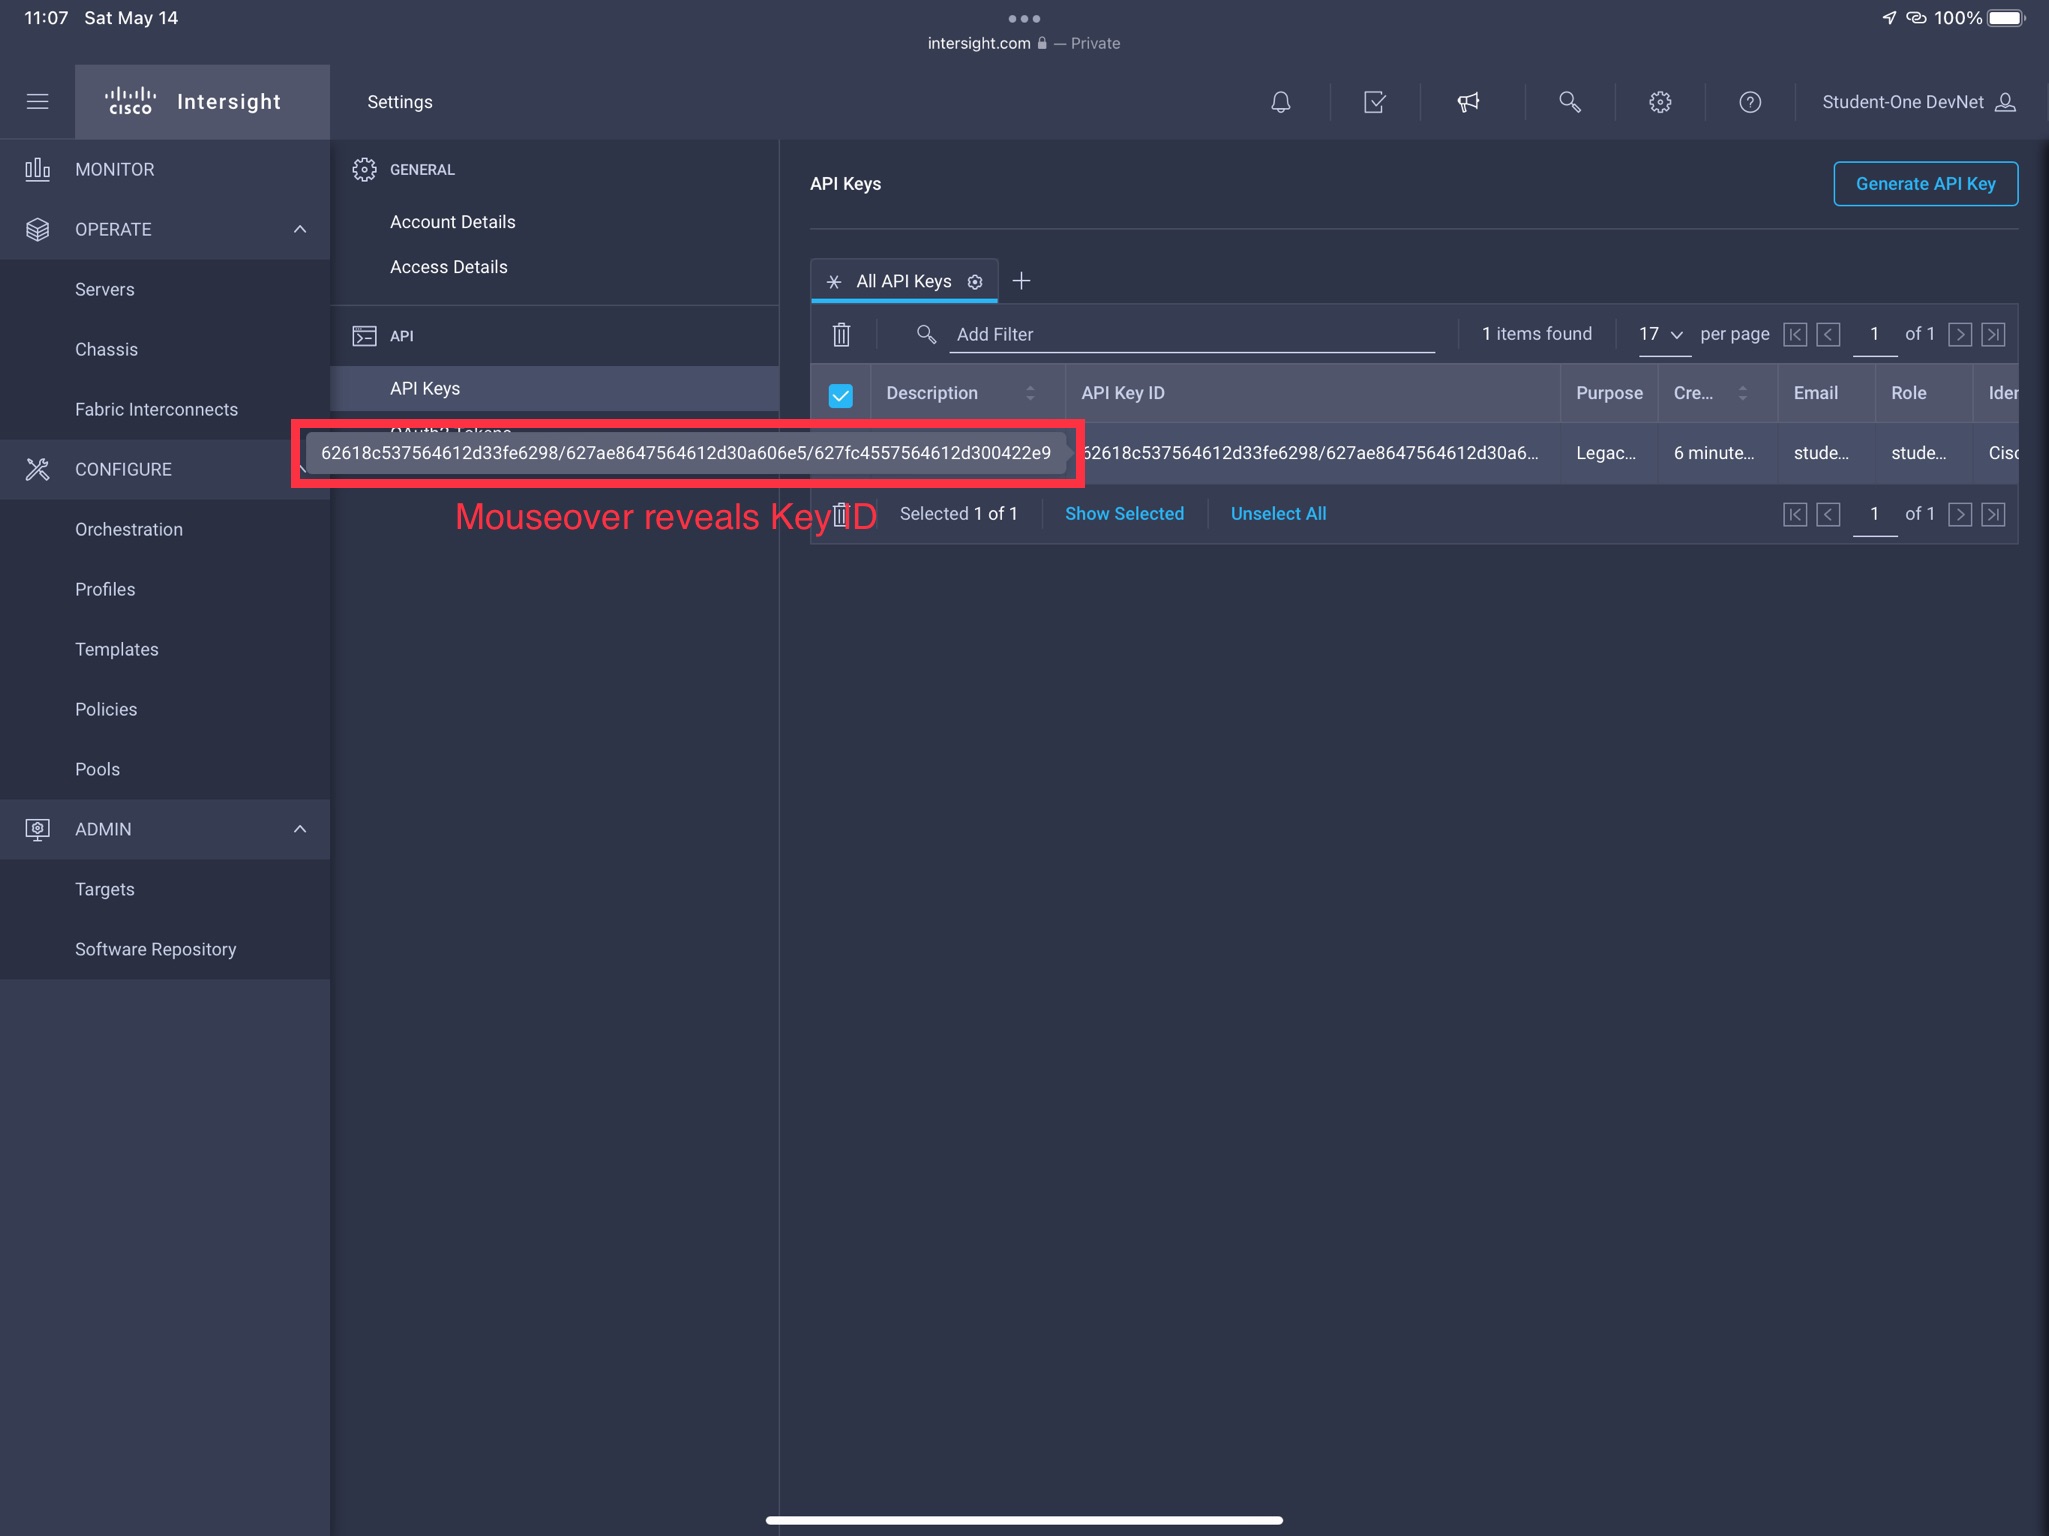 11:07 Sat May 14
intersight.com — Private
100%
CISCO Intersight
Settings
Student-One DevNet
MONITOR
OPERATE
Servers
Chassis
Fabric Interconnects
CONFIGURE
Orchestration
Profiles
Templates
Policies
Pools
ADMIN
Targets
Software Repository
GENERAL
Account Details
Access Details
API
API Keys
OAuth2 Tokens
API Keys
Generate API Key
All API Keys
Add Filter
1 items found
17 per page
1 of 1
Description API Key ID Purpose Cre... Email Role Iden
62618c537564612d33fe6298/627ae8647564612d30a606e5/627fc4557564612d300422e9
62618c537564612d33fe6298/627ae8647564612d30a6... Legac... 6 minute... stude... stude... Cisc
Mouseover reveals Key ID
Selected 1 of 1 Show Selected Unselect All
1 of 1